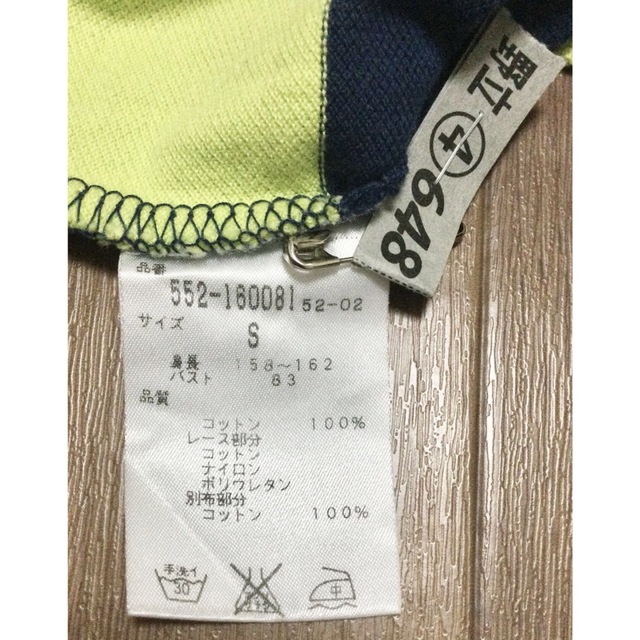 野立
④
648
品番
552-160081 52-02
サイズ
S
身長 158～162
バスト 83
品質
コットン 100%
レース部分
コットン
ナイロン
ポリウレタン
別布部分
コットン 100%
手洗イ
30
中